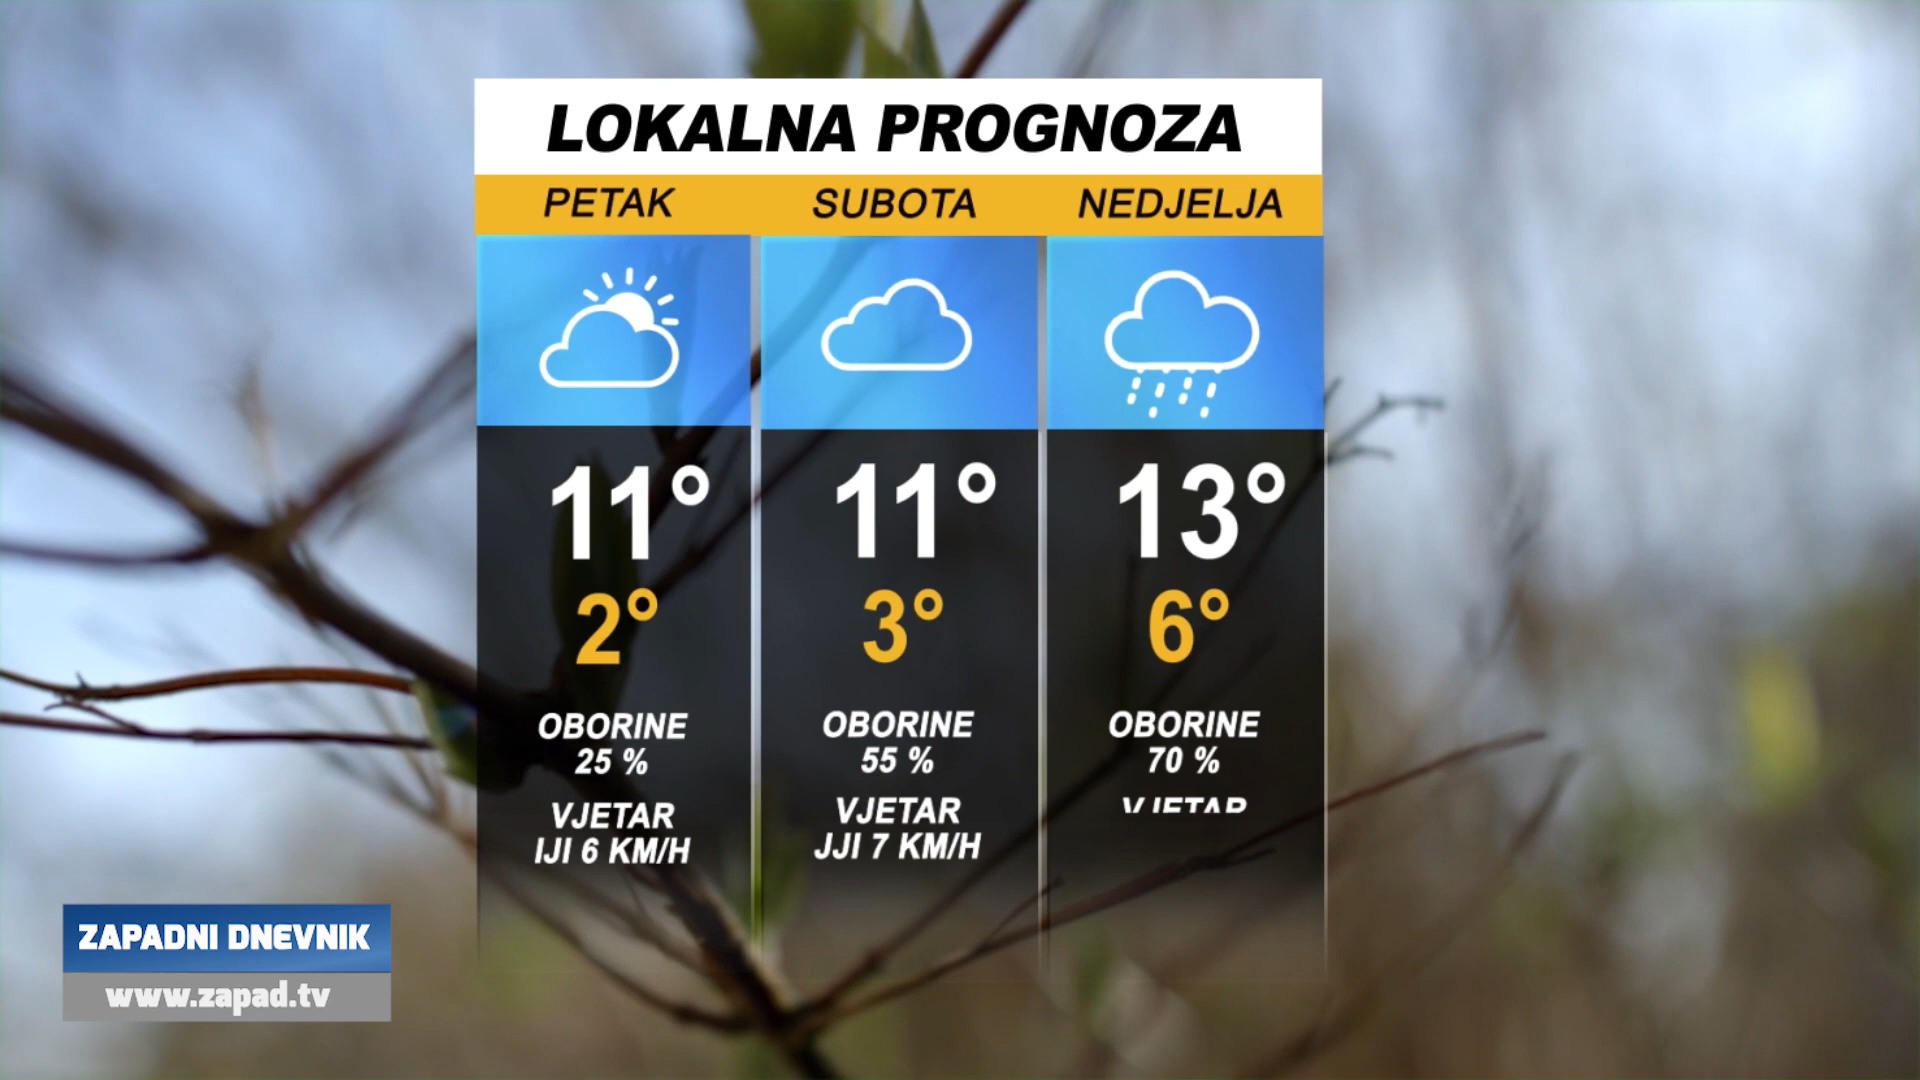 LOKALNA PROGNOZA
PETAK SUBOTA NEDJELJA
11° 11° 13°
2° 3° 6°
OBORINE OBORINE OBORINE
25 % 55 % 70 %
VJETAR VJETAR VJETAR
IJI 6 KM/H JJI 7 KM/H
ZAPADNI DNEVNIK
www.zapad.tv